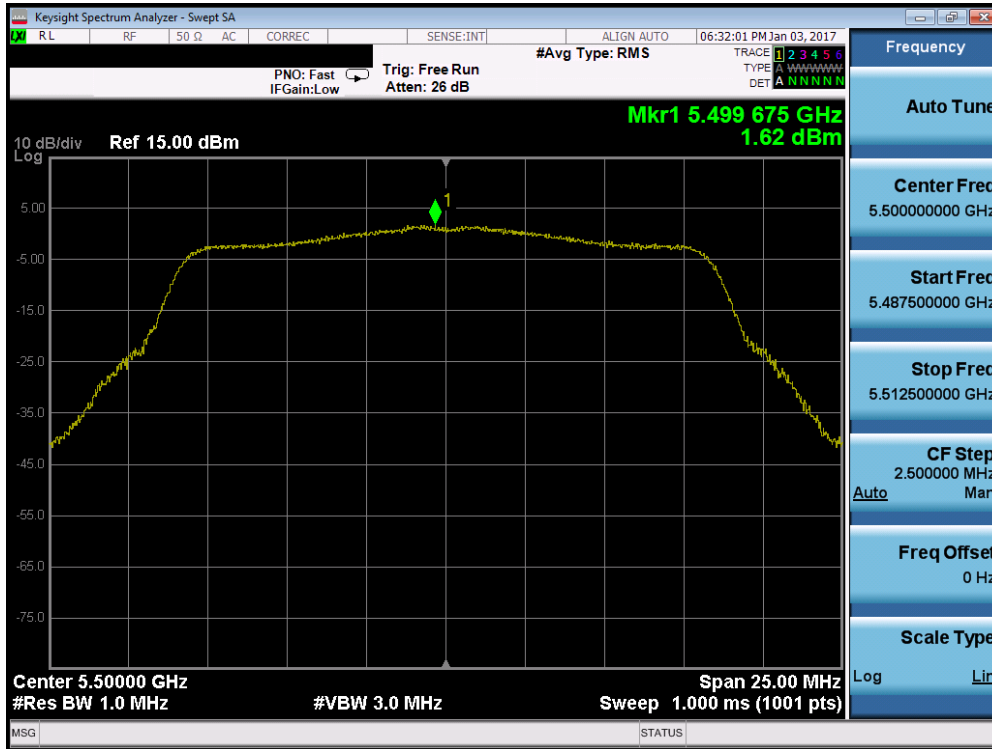 Keysight Spectrum Analyzer - Swept SA
LXI RL RF 50 Ω AC CORREC SENSE:INT ALIGN AUTO 06:32:01 PM Jan 03, 2017
PNO: Fast
IFGain:Low
Trig: Free Run
Atten: 26 dB
#Avg Type: RMS
TRACE 1 2 3 4 5 6
TYPE A WWWWW
DET A N N N N N
Mkr1 5.499 675 GHz
1.62 dBm
10 dB/div
Log
Ref 15.00 dBm
1
5.00
-5.00
-15.0
-25.0
-35.0
-45.0
-55.0
-65.0
-75.0
Center 5.50000 GHz
#Res BW 1.0 MHz
#VBW 3.0 MHz
Span 25.00 MHz
Sweep 1.000 ms (1001 pts)
MSG
STATUS
Frequency
Auto Tune
Center Freq
5.500000000 GHz
Start Freq
5.487500000 GHz
Stop Freq
5.512500000 GHz
CF Step
2.500000 MHz
Auto Man
Freq Offset
0 Hz
Scale Type
Log Lin